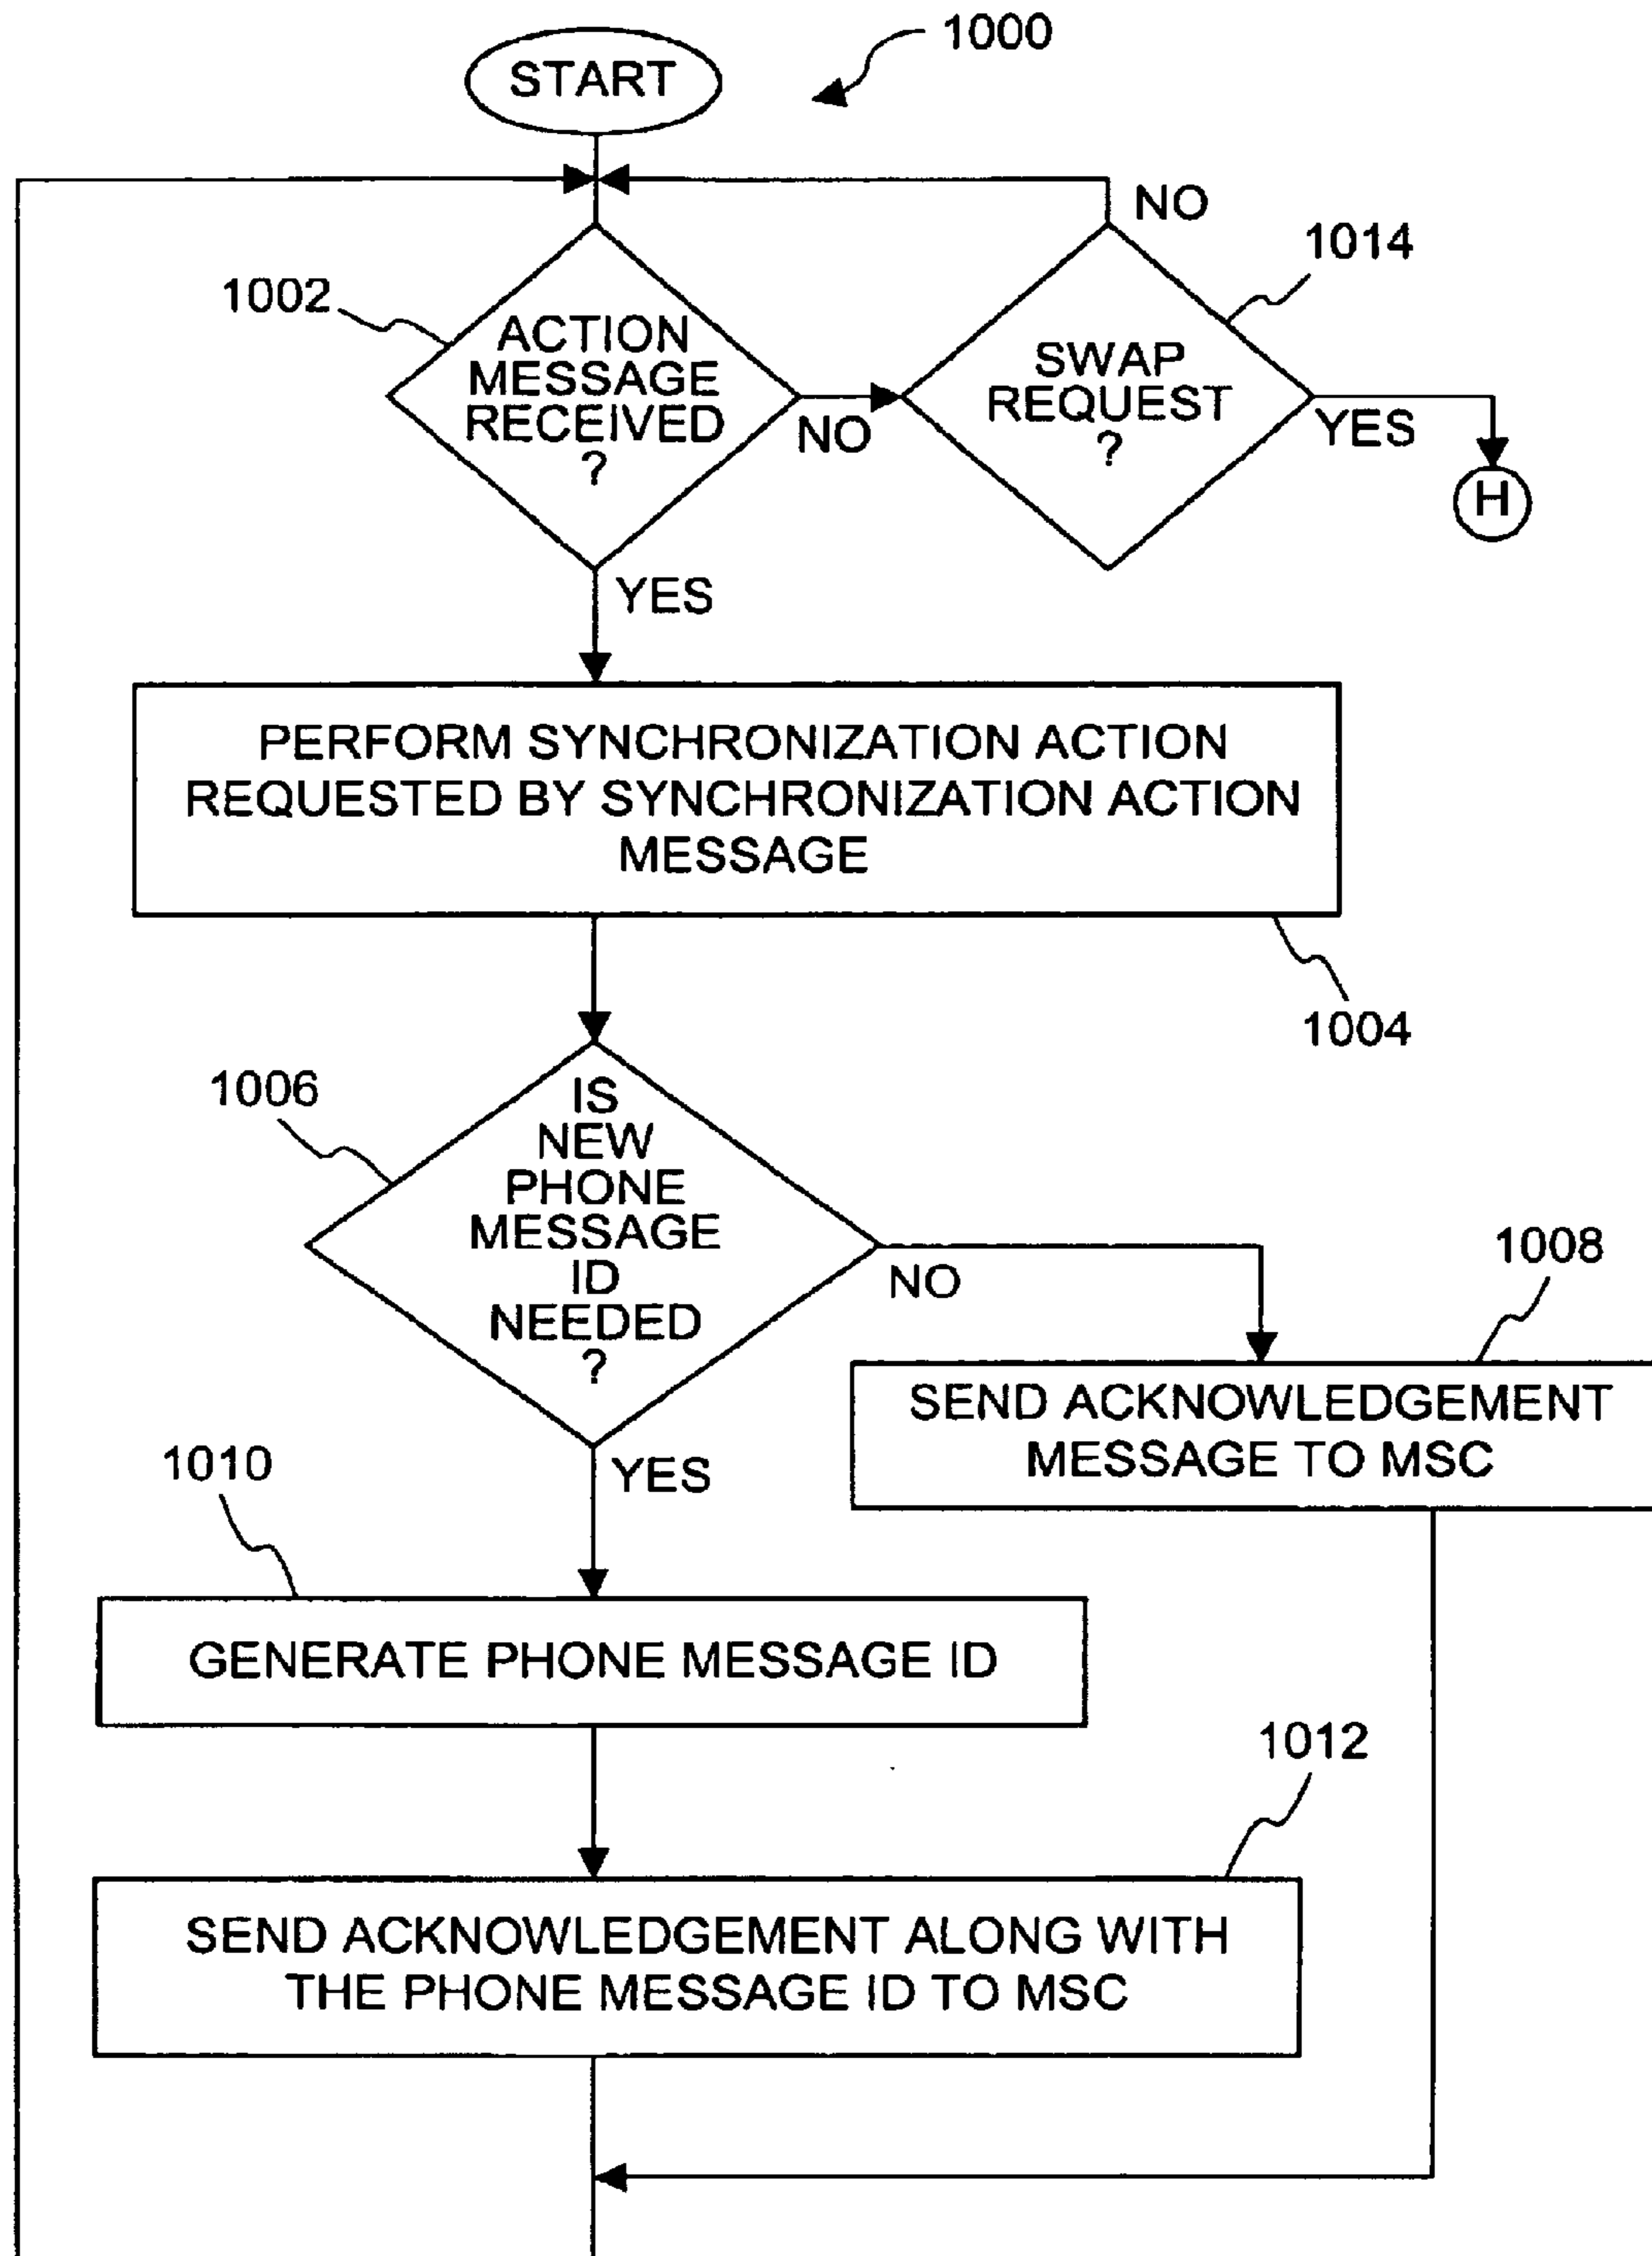 1000
START
NO
1014
1002
ACTION
MESSAGE
RECEIVED
?
NO
SWAP
REQUEST
?
YES
H
YES
PERFORM SYNCHRONIZATION ACTION
REQUESTED BY SYNCHRONIZATION ACTION
MESSAGE
1004
1006
IS
NEW
PHONE
MESSAGE
ID
NEEDED
?
NO
1008
SEND ACKNOWLEDGEMENT
MESSAGE TO MSC
YES
1010
GENERATE PHONE MESSAGE ID
1012
SEND ACKNOWLEDGEMENT ALONG WITH
THE PHONE MESSAGE ID TO MSC